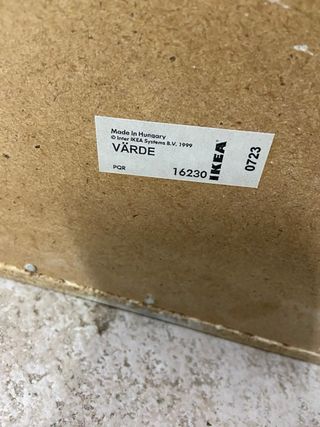 Made in Hungary
© Inter IKEA Systems B.V. 1999
VÄRDE
PQR
16230
IKEA
0723